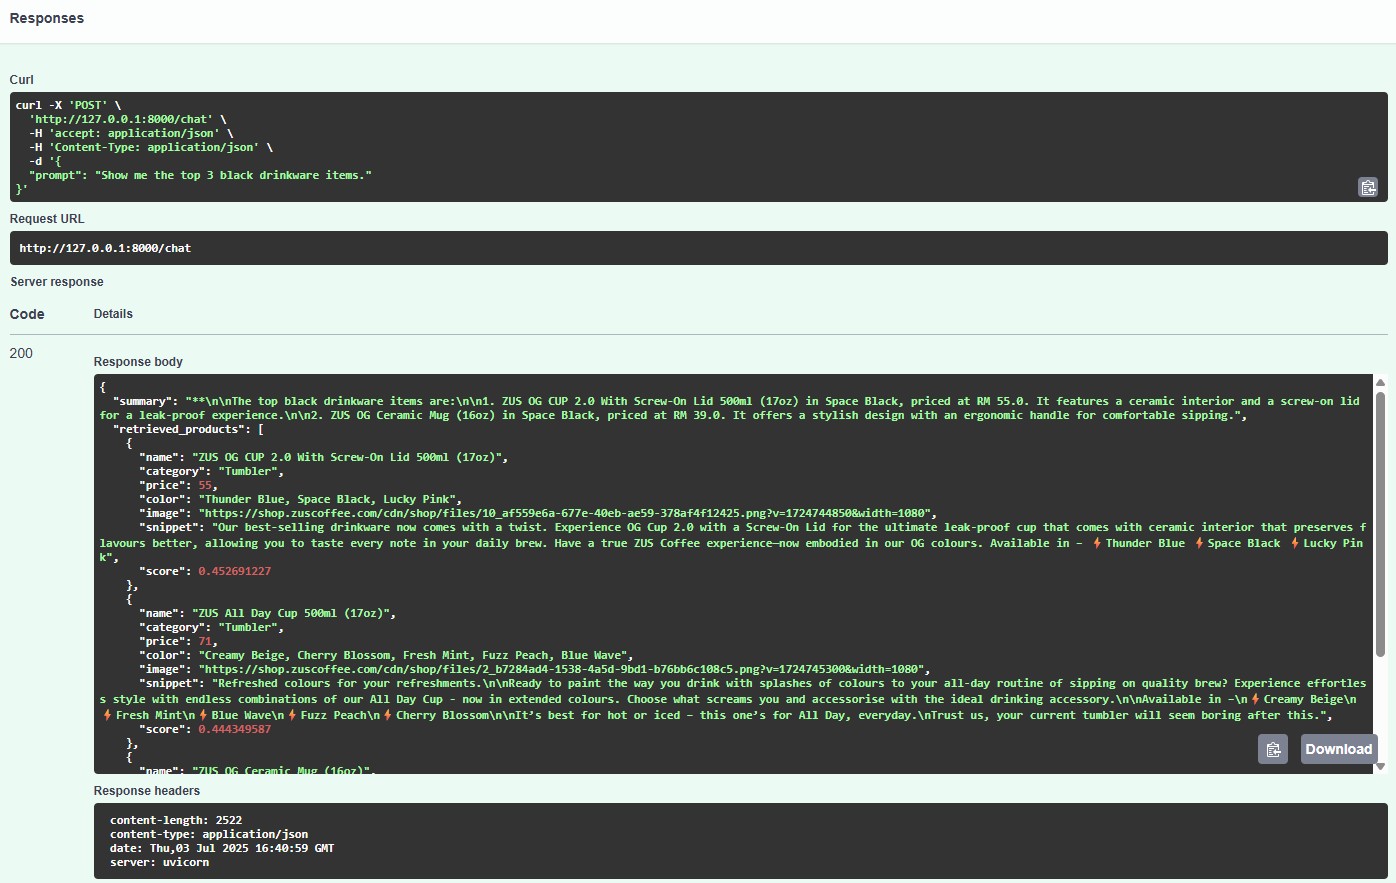 Responses
Curl
curl -X 'POST' \
'http://127.0.0.1:8000/chat' \
-H 'accept: application/json' \
-H 'Content-Type: application/json' \
-d '{
"prompt": "Show me the top 3 black drinkware items."
}'
Request URL
http://127.0.0.1:8000/chat
Server response
Code Details
200
Response body
{
"summary": "**\n\nThe top black drinkware items are:\n\n1. ZUS OG CUP 2.0 With Screw-On Lid 500ml (17oz) in Space Black, priced at RM 55.0. It features a ceramic interior and a screw-on lid
for a leak-proof experience.\n\n2. ZUS OG Ceramic Mug (16oz) in Space Black, priced at RM 39.0. It offers a stylish design with an ergonomic handle for comfortable sipping.",
"retrieved_products": [
{
"name": "ZUS OG CUP 2.0 With Screw-On Lid 500ml (17oz)",
"category": "Tumbler",
"price": 55,
"color": "Thunder Blue, Space Black, Lucky Pink",
"image": "https://shop.zuscoffee.com/cdn/shop/files/10_af559e6a-677e-40eb-ae59-378af4f12425.png?v=1724744850&width=1080",
"snippet": "Our best-selling drinkware now comes with a twist. Experience OG Cup 2.0 with a Screw-On Lid for the ultimate leak-proof cup that comes with ceramic interior that preserves f
lavours better, allowing you to taste every note in your daily brew. Have a true ZUS Coffee experience—now embodied in our OG colours. Available in – ⚡Thunder Blue ⚡Space Black ⚡Lucky Pin
k",
"score": 0.452691227
},
{
"name": "ZUS All Day Cup 500ml (17oz)",
"category": "Tumbler",
"price": 71,
"color": "Creamy Beige, Cherry Blossom, Fresh Mint, Fuzz Peach, Blue Wave",
"image": "https://shop.zuscoffee.com/cdn/shop/files/2_b7284ad4-1538-4a5d-9bd1-b76bb6c108c5.png?v=1724745300&width=1080",
"snippet": "Refreshed colours for your refreshments.\n\nReady to paint the way you drink with splashes of colours to your all-day routine of sipping on quality brew? Experience effortles
s style with endless combinations of our All Day Cup - now in extended colours. Choose what screams you and accessorise with the ideal drinking accessory.\n\nAvailable in –\n⚡Creamy Beige\n
⚡Fresh Mint\n⚡Blue Wave\n⚡Fuzz Peach\n⚡Cherry Blossom\n\nIt’s best for hot or iced – this one’s for All Day, everyday.\nTrust us, your current tumbler will seem boring after this.",
"score": 0.444349587
},
{
"name": "ZUS OG Ceramic Mug (16oz)",
Download
Response headers
content-length: 2522
content-type: application/json
date: Thu,03 Jul 2025 16:40:59 GMT
server: uvicorn